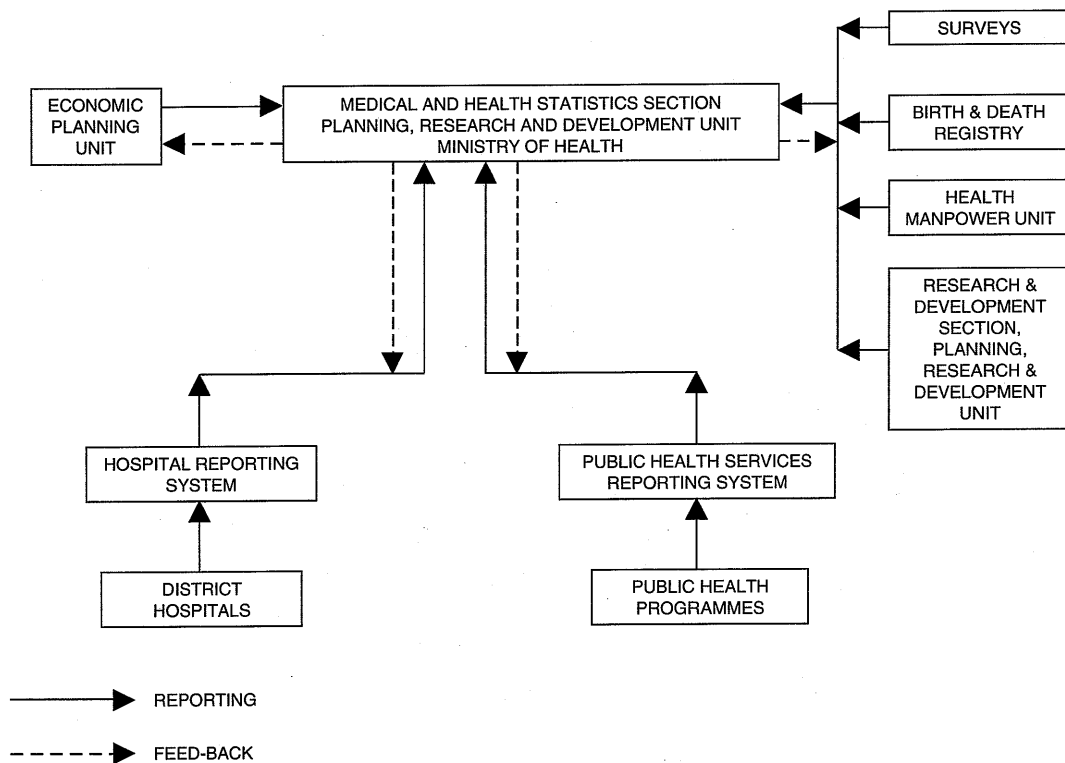 SURVEYS
ECONOMIC
PLANNING
UNIT
MEDICAL AND HEALTH STATISTICS SECTION
PLANNING, RESEARCH AND DEVELOPMENT UNIT
MINISTRY OF HEALTH
BIRTH & DEATH
REGISTRY
HEALTH
MANPOWER UNIT
RESEARCH &
DEVELOPMENT
SECTION,
PLANNING,
RESEARCH &
DEVELOPMENT
UNIT
HOSPITAL REPORTING
SYSTEM
PUBLIC HEALTH SERVICES
REPORTING SYSTEM
DISTRICT
HOSPITALS
PUBLIC HEALTH
PROGRAMMES
REPORTING
FEED-BACK